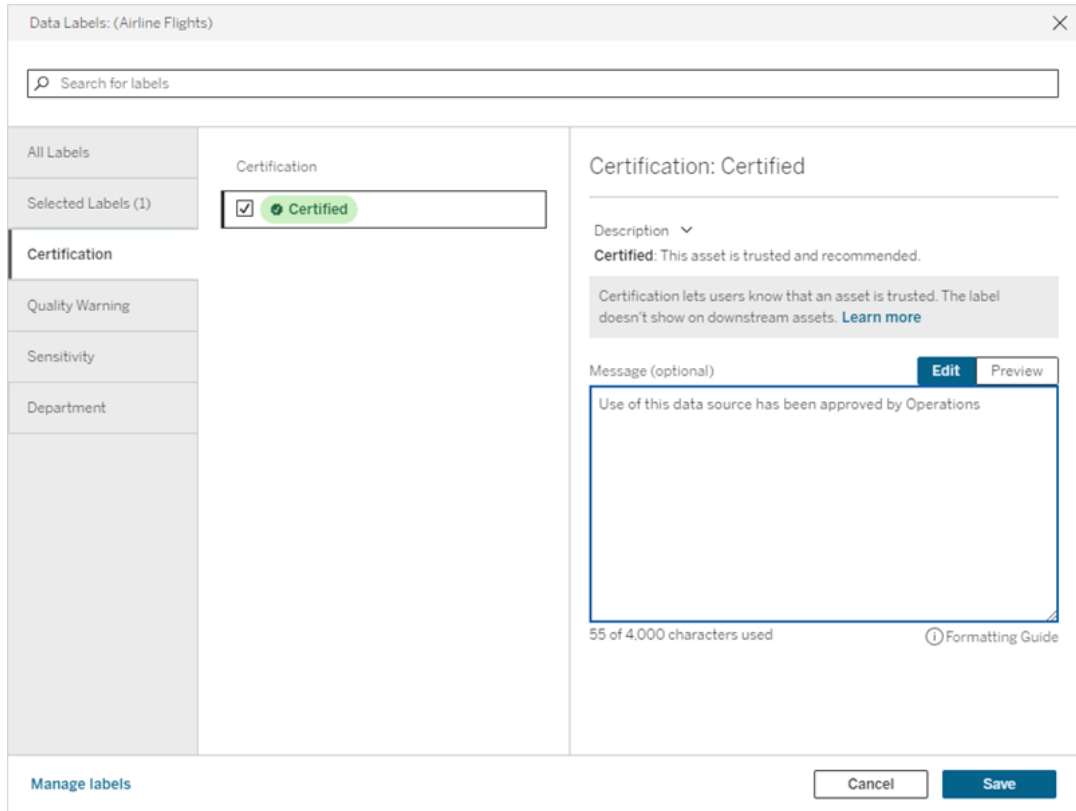 Data Labels: (Airline Flights)
Search for labels
All Labels
Selected Labels (1)
Certification
Quality Warning
Sensitivity
Department
Certification
Certified
Certification: Certified
Description
Certified: This asset is trusted and recommended.
Certification lets users know that an asset is trusted. The label
doesn't show on downstream assets. Learn more
Message (optional)
Edit
Preview
Use of this data source has been approved by Operations
55 of 4,000 characters used
Formatting Guide
Manage labels
Cancel
Save